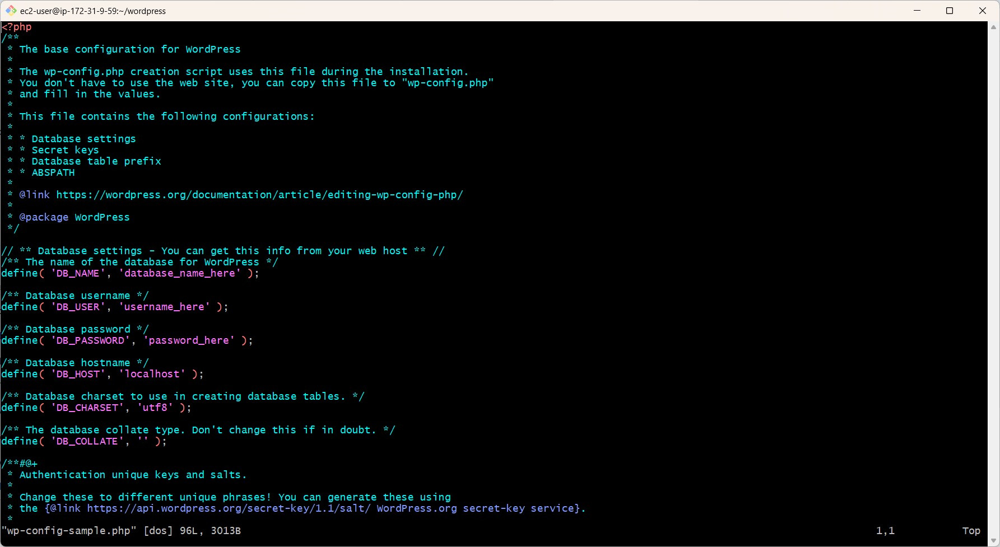 ec2-user@ip-172-31-9-59:~/wordpress
<?php
/**
 * The base configuration for WordPress
 *
 * The wp-config.php creation script uses this file during the installation.
 * You don't have to use the web site, you can copy this file to "wp-config.php"
 * and fill in the values.
 *
 * This file contains the following configurations:
 *
 * * Database settings
 * * Secret keys
 * * Database table prefix
 * * ABSPATH
 *
 * @link https://wordpress.org/documentation/article/editing-wp-config-php/
 *
 * @package WordPress
 */

// ** Database settings - You can get this info from your web host ** //
/** The name of the database for WordPress */
define( 'DB_NAME', 'database_name_here' );

/** Database username */
define( 'DB_USER', 'username_here' );

/** Database password */
define( 'DB_PASSWORD', 'password_here' );

/** Database hostname */
define( 'DB_HOST', 'localhost' );

/** Database charset to use in creating database tables. */
define( 'DB_CHARSET', 'utf8' );

/** The database collate type. Don't change this if in doubt. */
define( 'DB_COLLATE', '' );

/**#@+
 * Authentication unique keys and salts.
 *
 * Change these to different unique phrases! You can generate these using
 * the {@link https://api.wordpress.org/secret-key/1.1/salt/ WordPress.org secret-key service}.
 *
"wp-config-sample.php" [dos] 96L, 3013B 1,1 Top